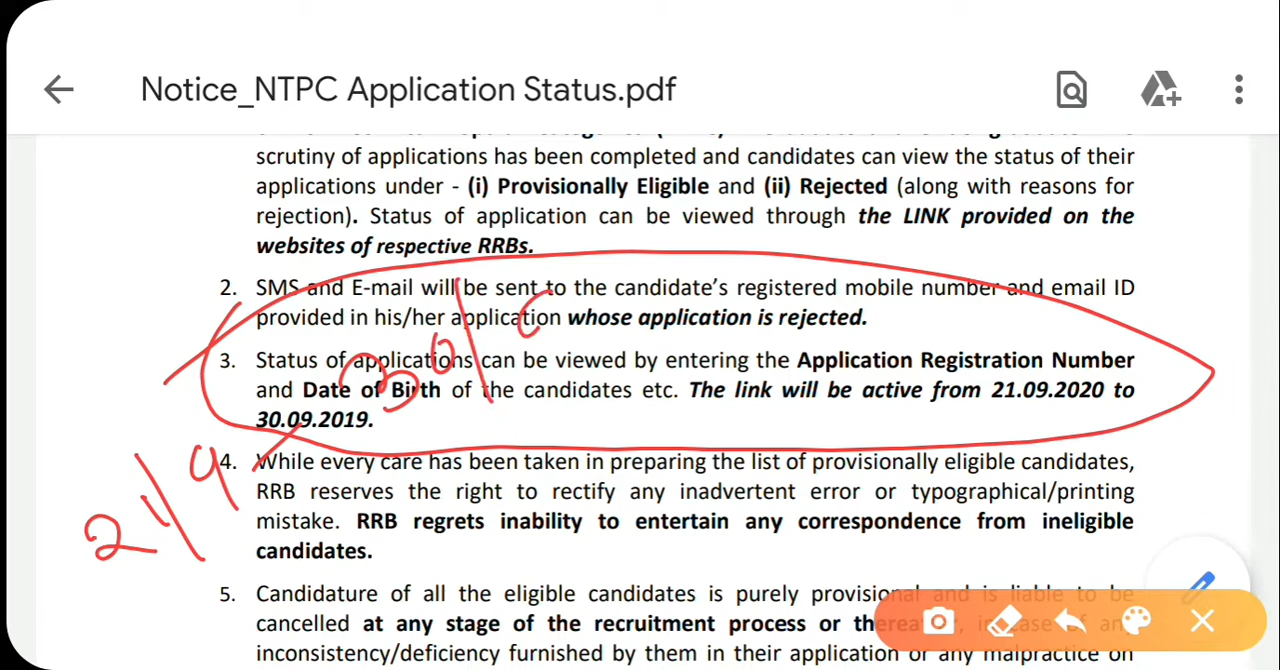 Notice_NTPC Application Status.pdf
scrutiny of applications has been completed and candidates can view the status of their
applications under - (i) Provisionally Eligible and (ii) Rejected (along with reasons for
rejection). Status of application can be viewed through the LINK provided on the
websites of respective RRBs.
2. SMS and E-mail will be sent to the candidate's registered mobile number and email ID
provided in his/her application whose application is rejected.
3. Status of applications can be viewed by entering the Application Registration Number
and Date of Birth of the candidates etc. The link will be active from 21.09.2020 to
30.09.2019.
4. While every care has been taken in preparing the list of provisionally eligible candidates,
RRB reserves the right to rectify any inadvertent error or typographical/printing
mistake. RRB regrets inability to entertain any correspondence from ineligible
candidates.
5. Candidature of all the eligible candidates is purely provisional and is liable to be
cancelled at any stage of the recruitment process or thereafter, in case of any
inconsistency/deficiency furnished by them in their application or any malpractice on
30/
21/9